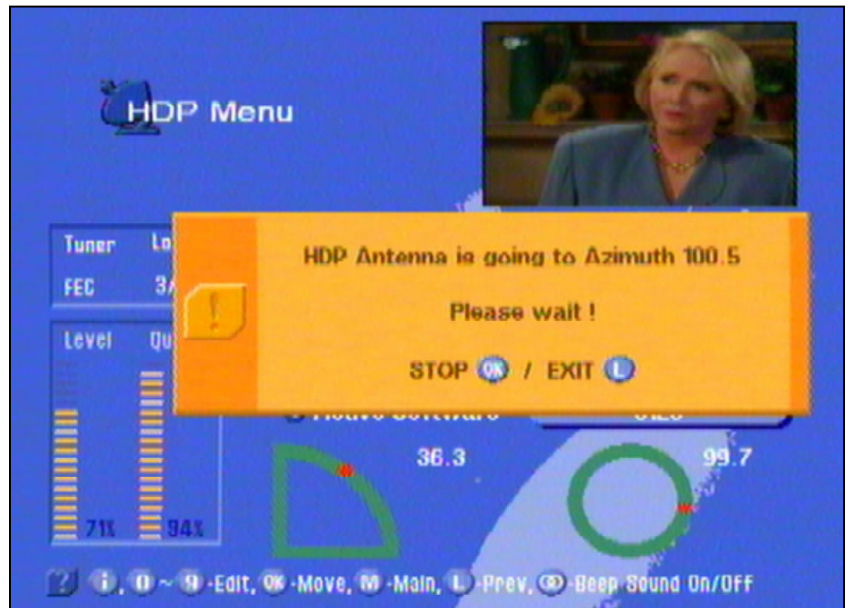 HDP Menu
Tuner
FEC
Level
HDP Antenna is going to Azimuth 100.5
Please wait !
STOP OK / EXIT L
36.3
99.7
71%
94%
? i, 0 ~ 9 -Edit, OK -Move, M -Main, L -Prev, -Beep Sound On/Off